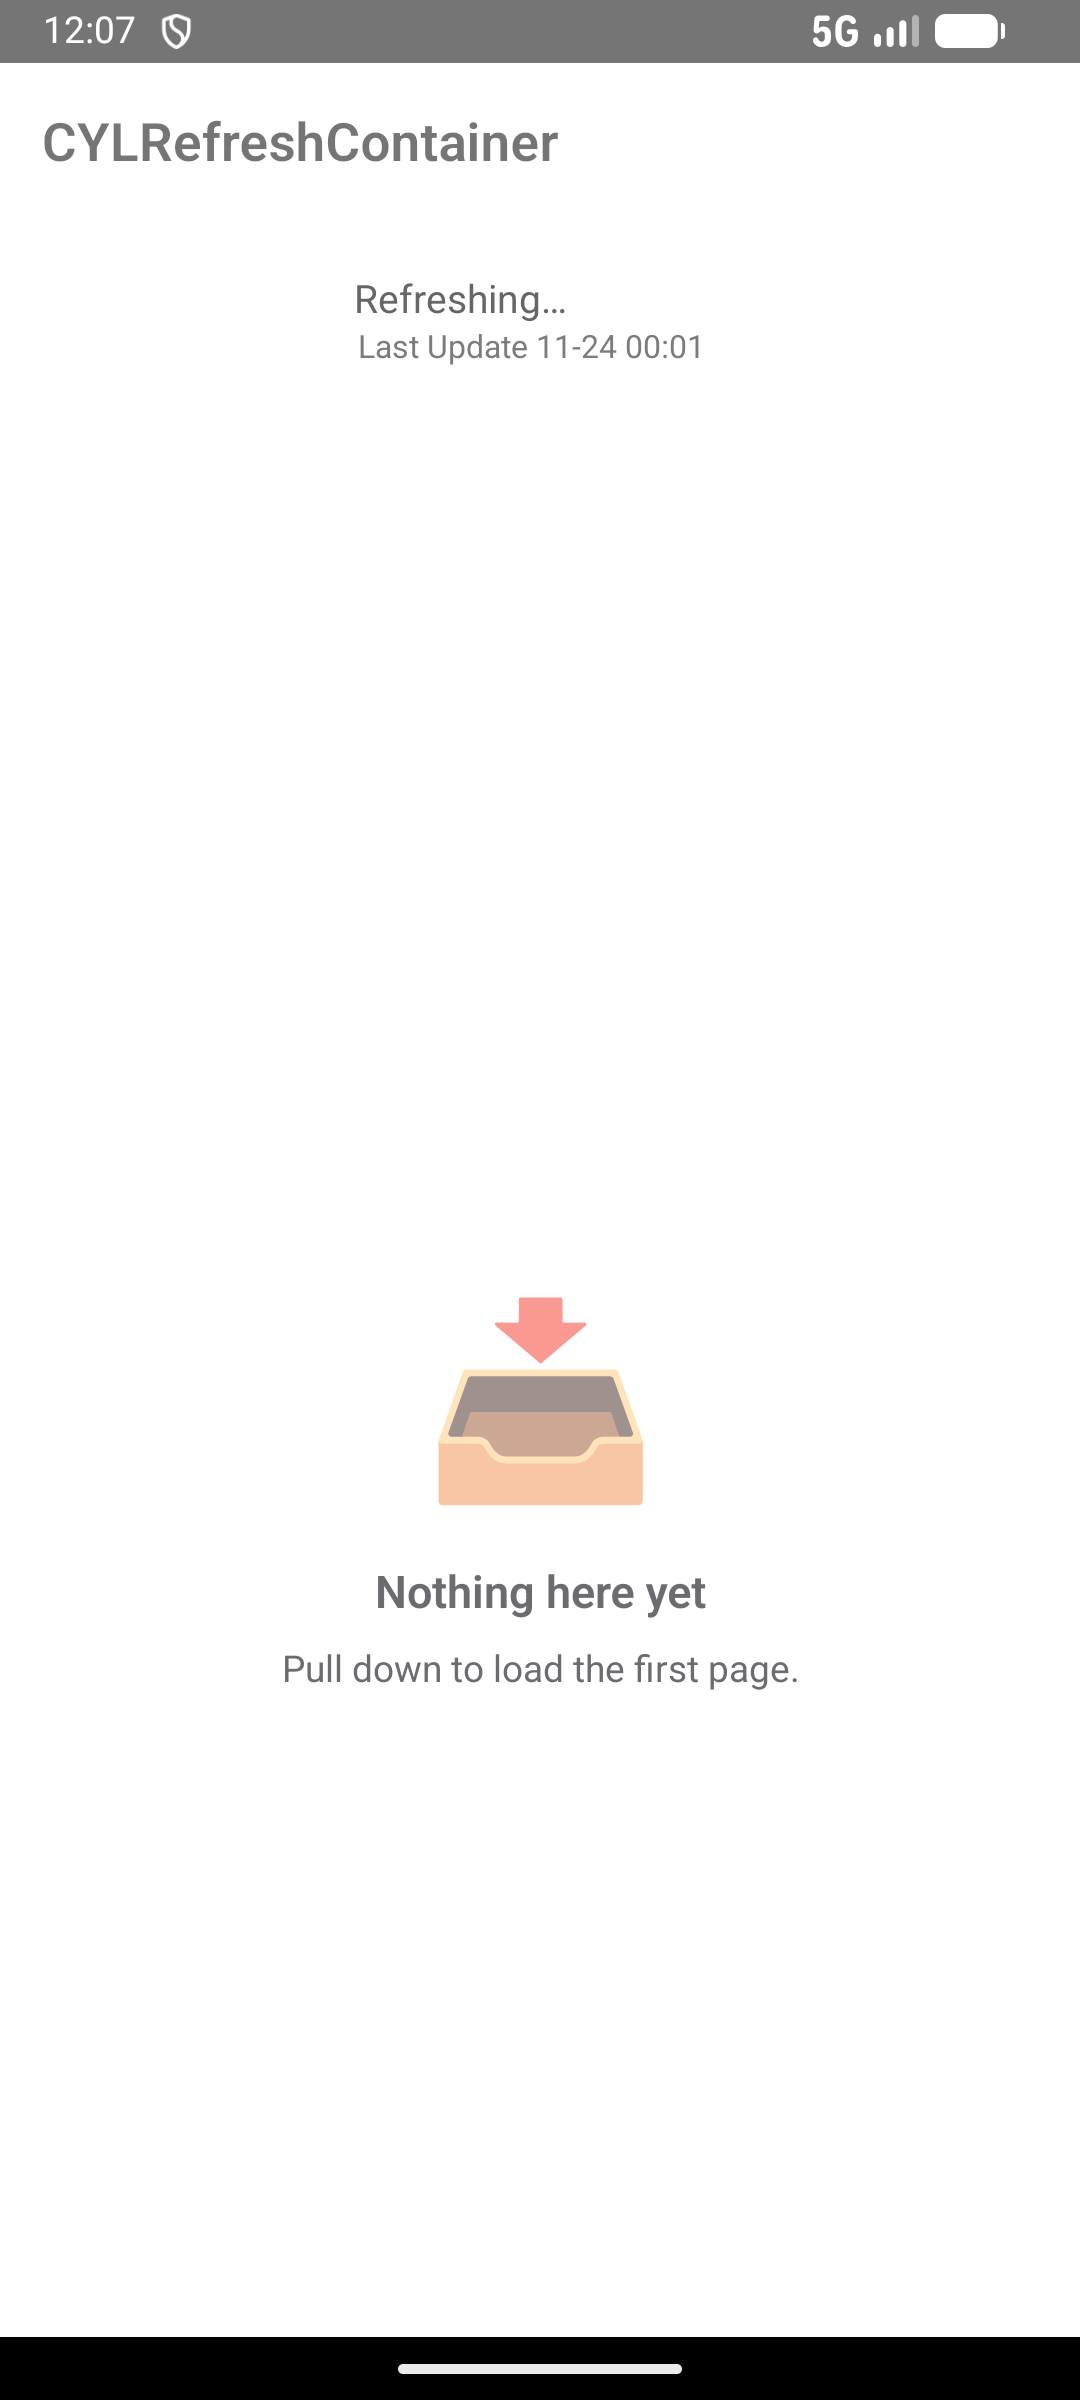 12:07
5G
CYLRefreshContainer
Refreshing...
Last Update 11-24 00:01
Nothing here yet
Pull down to load the first page.